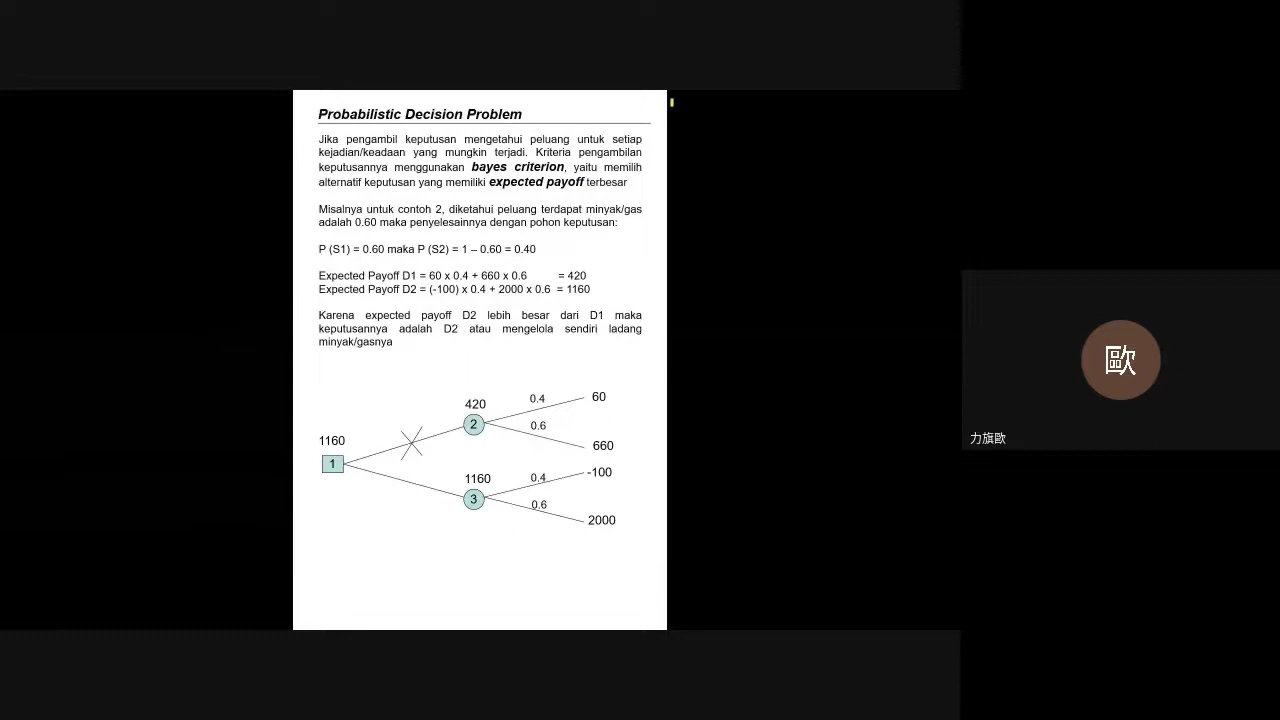 Probabilistic Decision Problem
Jika pengambil keputusan mengetahui peluang untuk setiap
kejadian/keadaan yang mungkin terjadi. Kriteria pengambilan
keputusannya menggunakan bayes criterion, yaitu memilih
alternatif keputusan yang memiliki expected payoff terbesar
Misalnya untuk contoh 2, diketahui peluang terdapat minyak/gas
adalah 0.60 maka penyelesainnya dengan pohon keputusan:
P (S1) = 0.60 maka P (S2) = 1 – 0.60 = 0.40
Expected Payoff D1 = 60 x 0.4 + 660 x 0.6 = 420
Expected Payoff D2 = (-100) x 0.4 + 2000 x 0.6 = 1160
Karena expected payoff D2 lebih besar dari D1 maka
keputusannya adalah D2 atau mengelola sendiri ladang
minyak/gasnya
1160
1
420
2
0.4
60
0.6
660
1160
3
0.4
-100
0.6
2000
歐
力旗歐